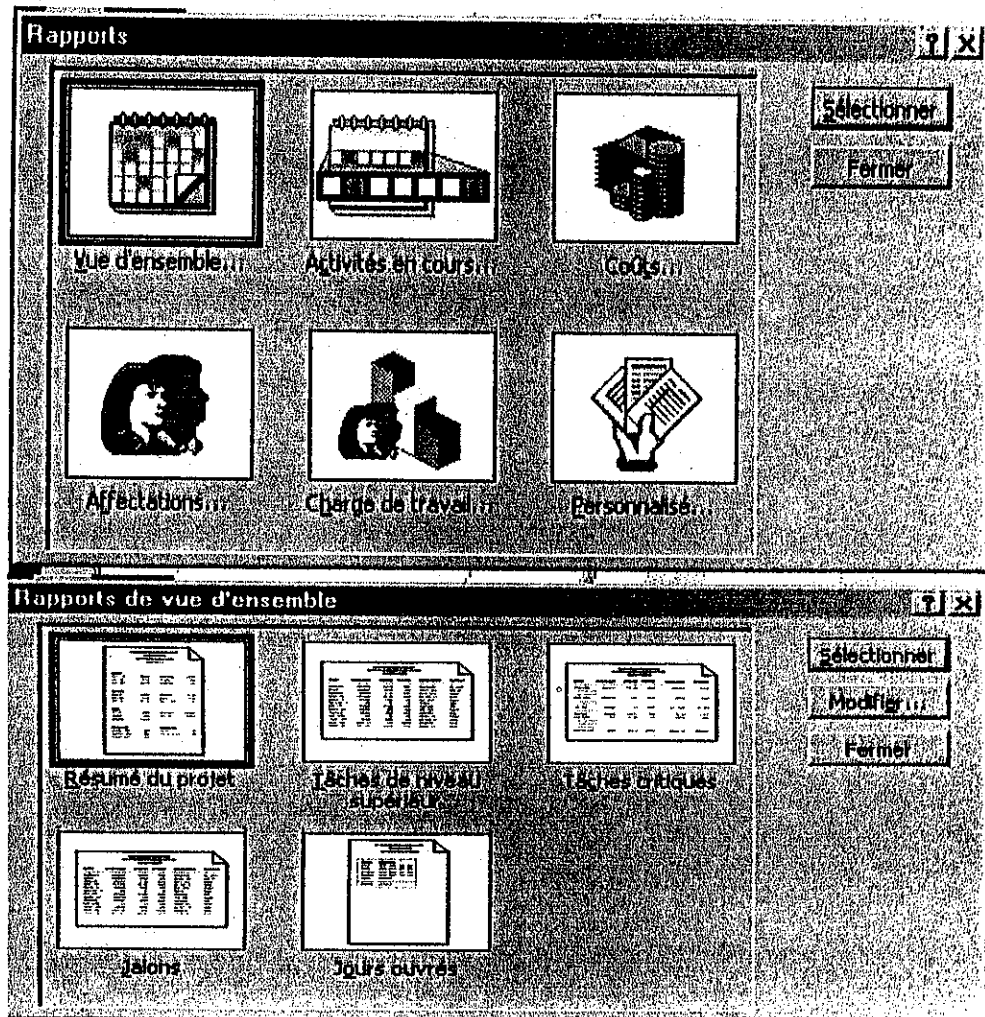 Rapports
Sélectionner
Fermer
Vue d'ensemble...
Activités en cours...
Coûts...
Affectations...
Charge de travail...
Personnalisé...
Rapports de vue d'ensemble
Sélectionner
Modifier...
Fermer
Résumé du projet
Tâches de niveau
supérieur...
Tâches critiques
Jalons
Jours ouvrés